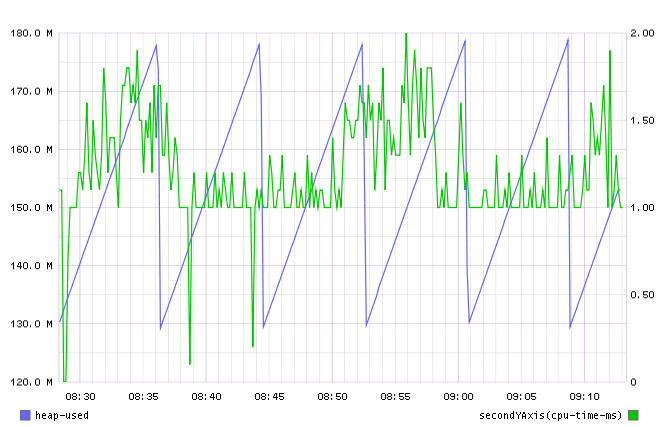 180.0 M
170.0 M
160.0 M
150.0 M
140.0 M
130.0 M
120.0 M
2.00
1.50
1.00
0.50
0
08:30 08:35 08:40 08:45 08:50 08:55 09:00 09:05 09:10
heap-used secondYAxis(cpu-time-ms)